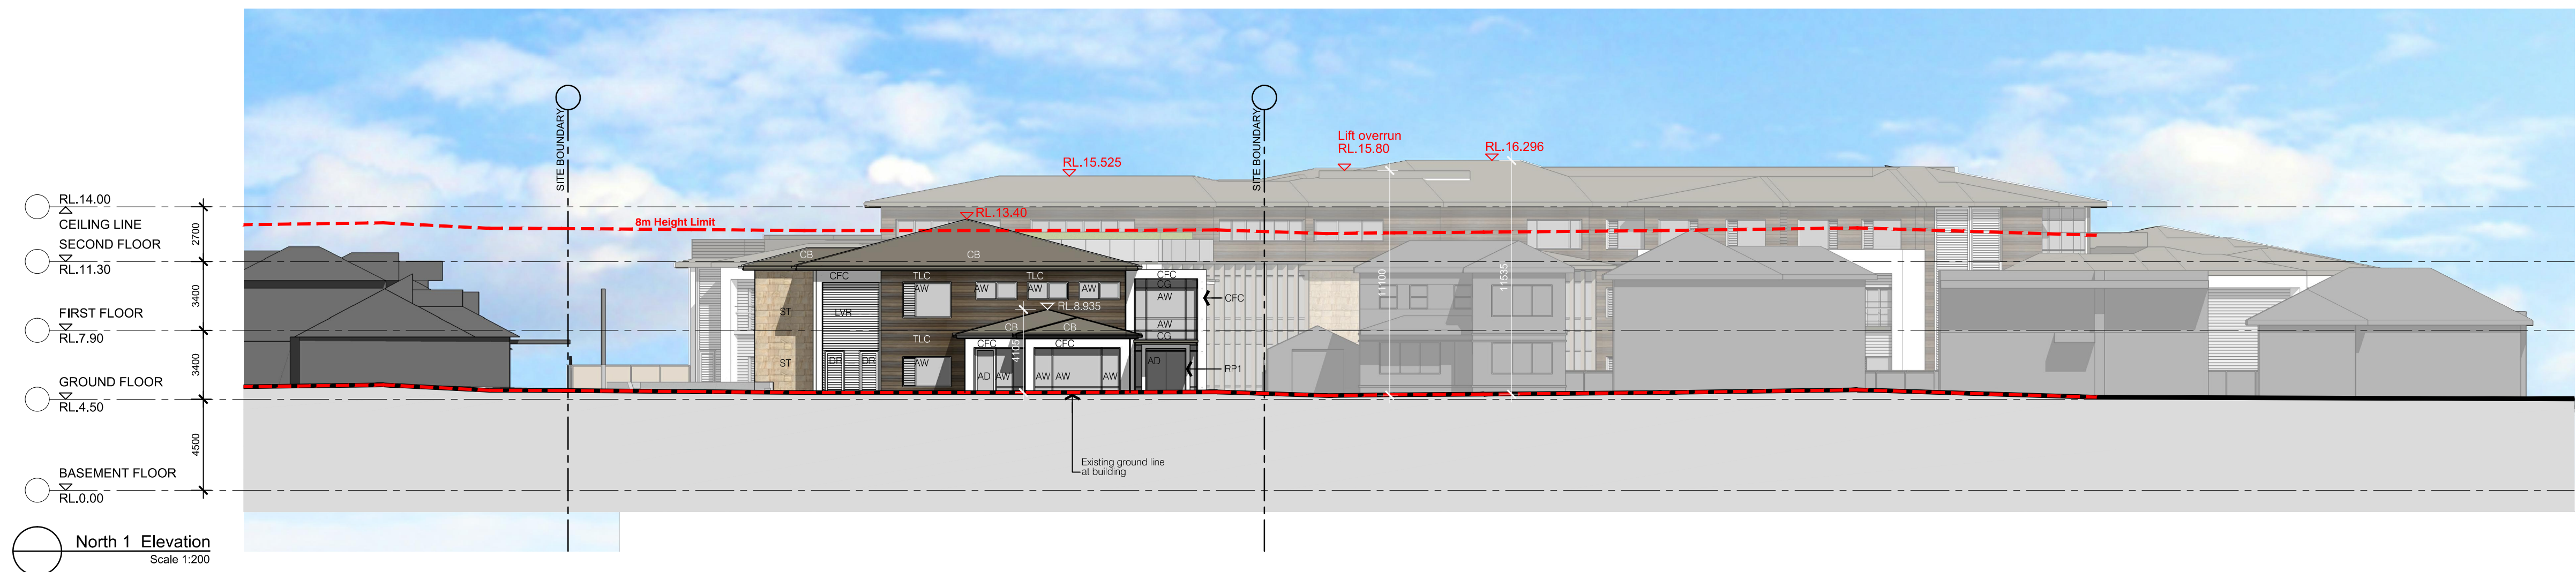 SITE BOUNDARY
SITE BOUNDARY
Lift overrun
RL.15.80
RL.16.296
RL.15.525
RL.14.00
CEILING LINE
2700
8m Height Limit
RL.13.40
SECOND FLOOR
RL.11.30
3400
CB
CB
CFC
TLC
TLC
CFC
CG
AW
AW
AW
AW
AW
CFC
11100
11535
FIRST FLOOR
RL.7.90
3400
ST
LVR
RL.8.935
AW
CB
CB
CG
TLC
CFC
CFC
4105
ST
DR
DR
AW
AD
AW
AW
AW
AW
AD
RP1
GROUND FLOOR
RL.4.50
4500
Existing ground line
at building
BASEMENT FLOOR
RL.0.00
North 1 Elevation
Scale 1:200